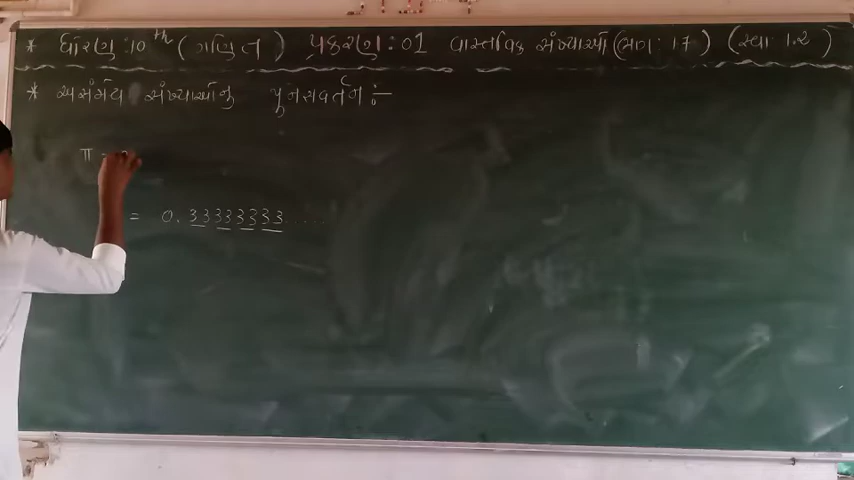 * ધોરણ :10 th ( ગણિત ) પ્રકરણ : 01 વાસ્તવિક સંખ્યાઓ (ભાગ : 17 ) ( સ્વા 1.2 )
* અસંમેય સંખ્યાઓનું પુનરાવર્તન :-
π =
= 0.33333333.....